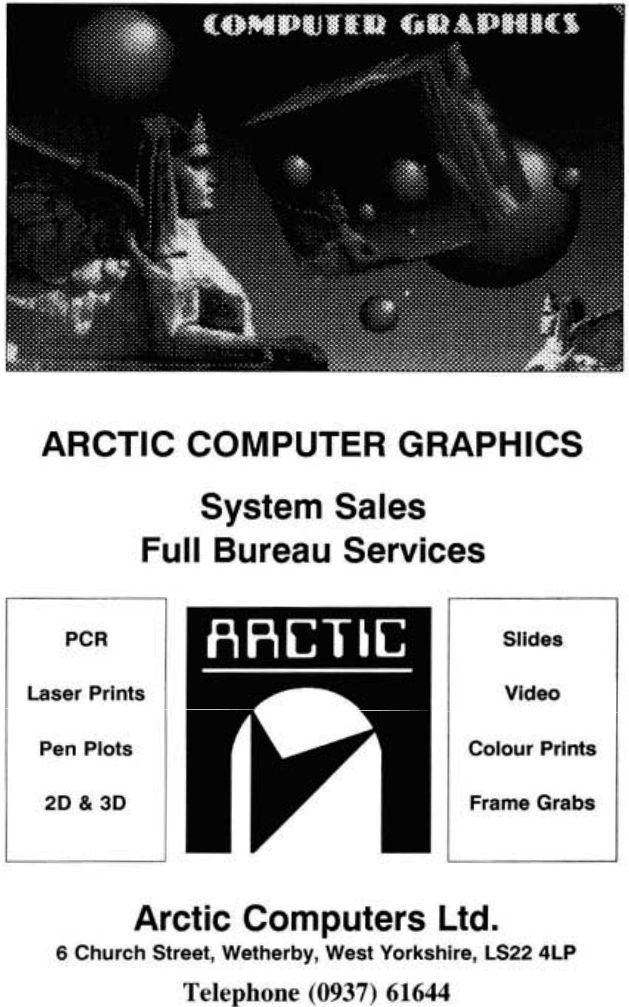 COMPUTER GRAPHICS
ARCTIC COMPUTER GRAPHICS
System Sales
Full Bureau Services
PCR
Laser Prints
Pen Plots
2D & 3D
ARCTIC
Slides
Video
Colour Prints
Frame Grabs
Arctic Computers Ltd.
6 Church Street, Wetherby, West Yorkshire, LS22 4LP
Telephone (0937) 61644